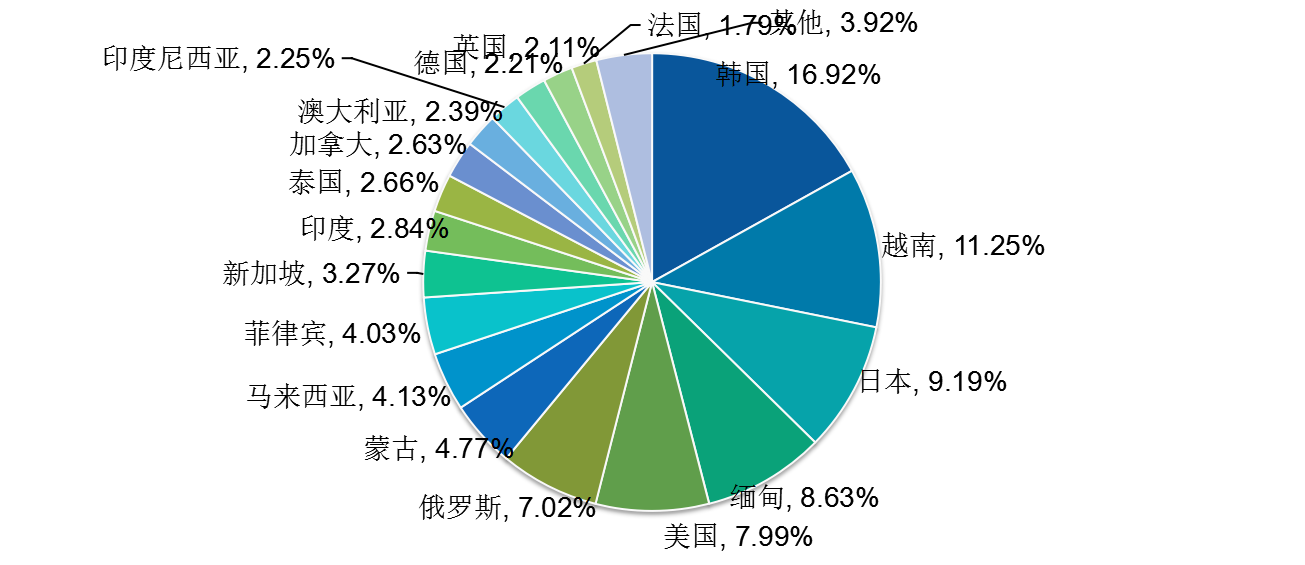 法国, 1.79%
其他, 3.92%
英国, 2.11%
德国, 2.21%
印度尼西亚, 2.25%
韩国, 16.92%
澳大利亚, 2.39%
加拿大, 2.63%
泰国, 2.66%
印度, 2.84%
越南, 11.25%
新加坡, 3.27%
菲律宾, 4.03%
日本, 9.19%
马来西亚, 4.13%
蒙古, 4.77%
缅甸, 8.63%
俄罗斯, 7.02%
美国, 7.99%